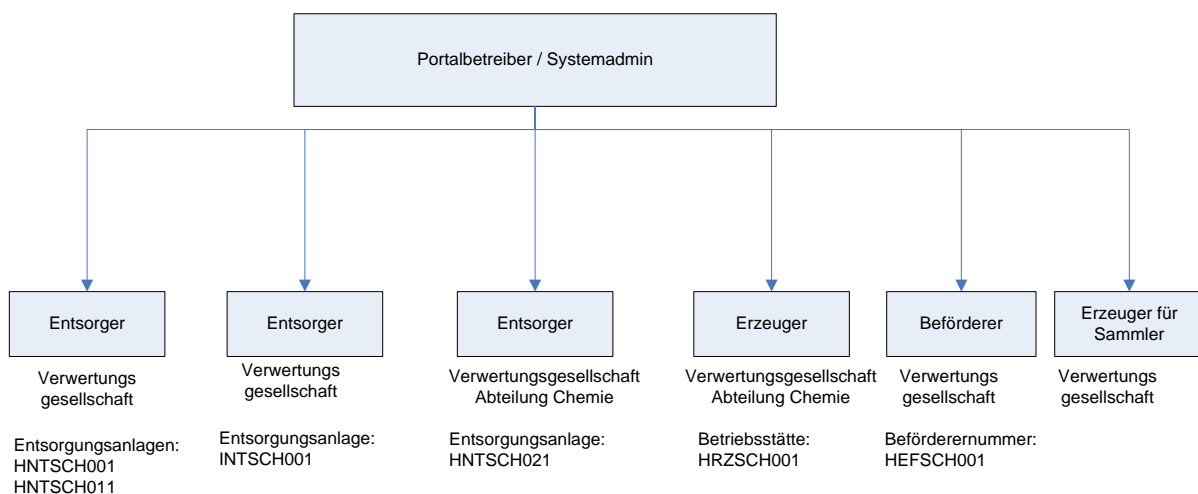 Portalbetreiber / Systemadmin
Entsorger
Verwertungs
gesellschaft
Entsorgungsanlagen:
HNTSCH001
HNTSCH011
Entsorger
Verwertungs
gesellschaft
Entsorgungsanlage:
INTSCH001
Entsorger
Verwertungsgesellschaft
Abteilung Chemie
Entsorgungsanlage:
HNTSCH021
Erzeuger
Verwertungsgesellschaft
Abteilung Chemie
Betriebsstätte:
HRZSCH001
Beförderer
Verwertungs
gesellschaft
Beförderernummer:
HEFSCH001
Erzeuger für
Sammler
Verwertungs
gesellschaft